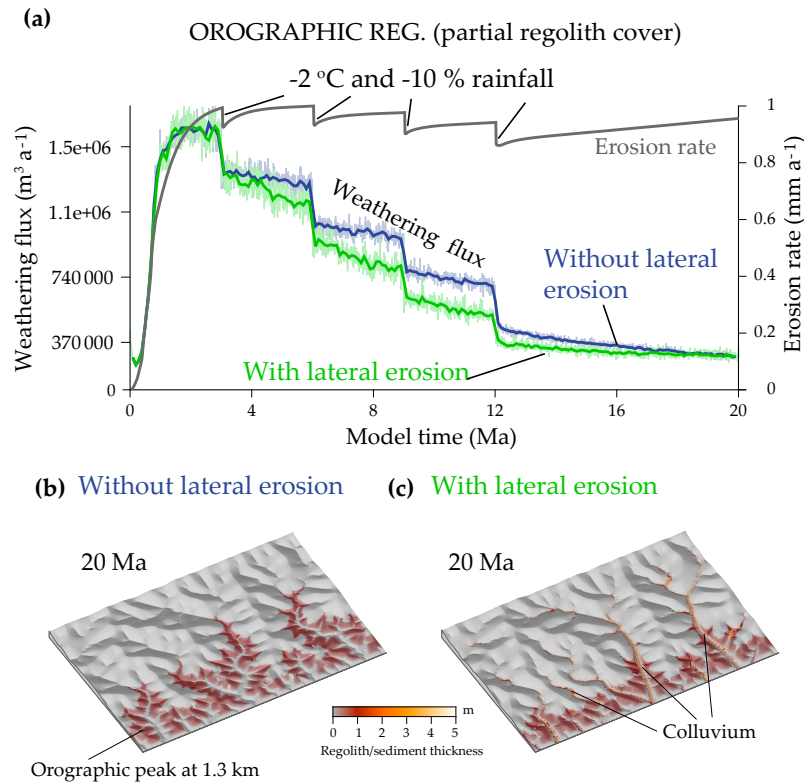 (a)
OROGRAPHIC REG. (partial regolith cover)
-2 °C and -10 % rainfall
Weathering flux (m³ a⁻¹)
1.5e+06
1.1e+06
740 000
370 000
0
Erosion rate
Weathering flux
Without lateral
erosion
With lateral erosion
1
0.8
0.6
0.4
0.2
0
Erosion rate (mm a⁻¹)
0 4 8 12 16 20
Model time (Ma)
(b) Without lateral erosion
(c) With lateral erosion
20 Ma
20 Ma
Orographic peak at 1.3 km
m
0 1 2 3 4 5
Regolith/sediment thickness
Colluvium